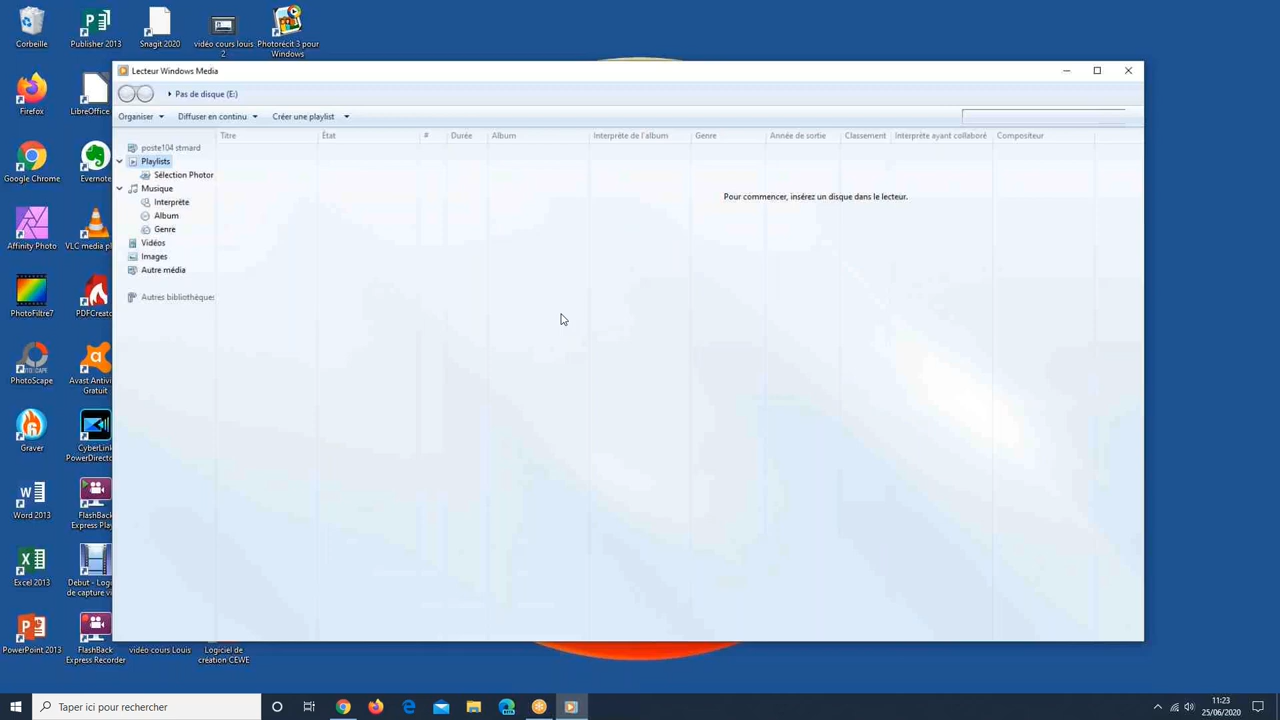 Corbeille
Publisher 2013
Snagit 2020
vidéo cours louis
2
Photorécit 3 pour
Windows
Lecteur Windows Media
Pas de disque (E:)
Firefox
LibreOffice
Organiser
Diffuser en continu
Créer une playlist
Titre
État
#
Durée
Album
Interprète de l'album
Genre
Année de sortie
Classement
Interprète ayant collaboré
Compositeur
poste104 stmard
Playlists
Sélection Photor
Musique
Interprète
Album
Genre
Vidéos
Images
Autre média
Autres bibliothèques
Pour commencer, insérez un disque dans le lecteur.
Google Chrome
Evernote
Affinity Photo
VLC media pl
PhotoFiltre7
PDFCreato
PhotoScape
Avast Antivi
Gratuit
Graver
CyberLink
PowerDirecto
Word 2013
FlashBack
Express Play
Excel 2013
Debut - Logi
de capture vi
PowerPoint 2013
FlashBack
Express Recorder
vidéo cours Louis
Logiciel de
création CEWE
Taper ici pour rechercher
11:23
25/06/2020